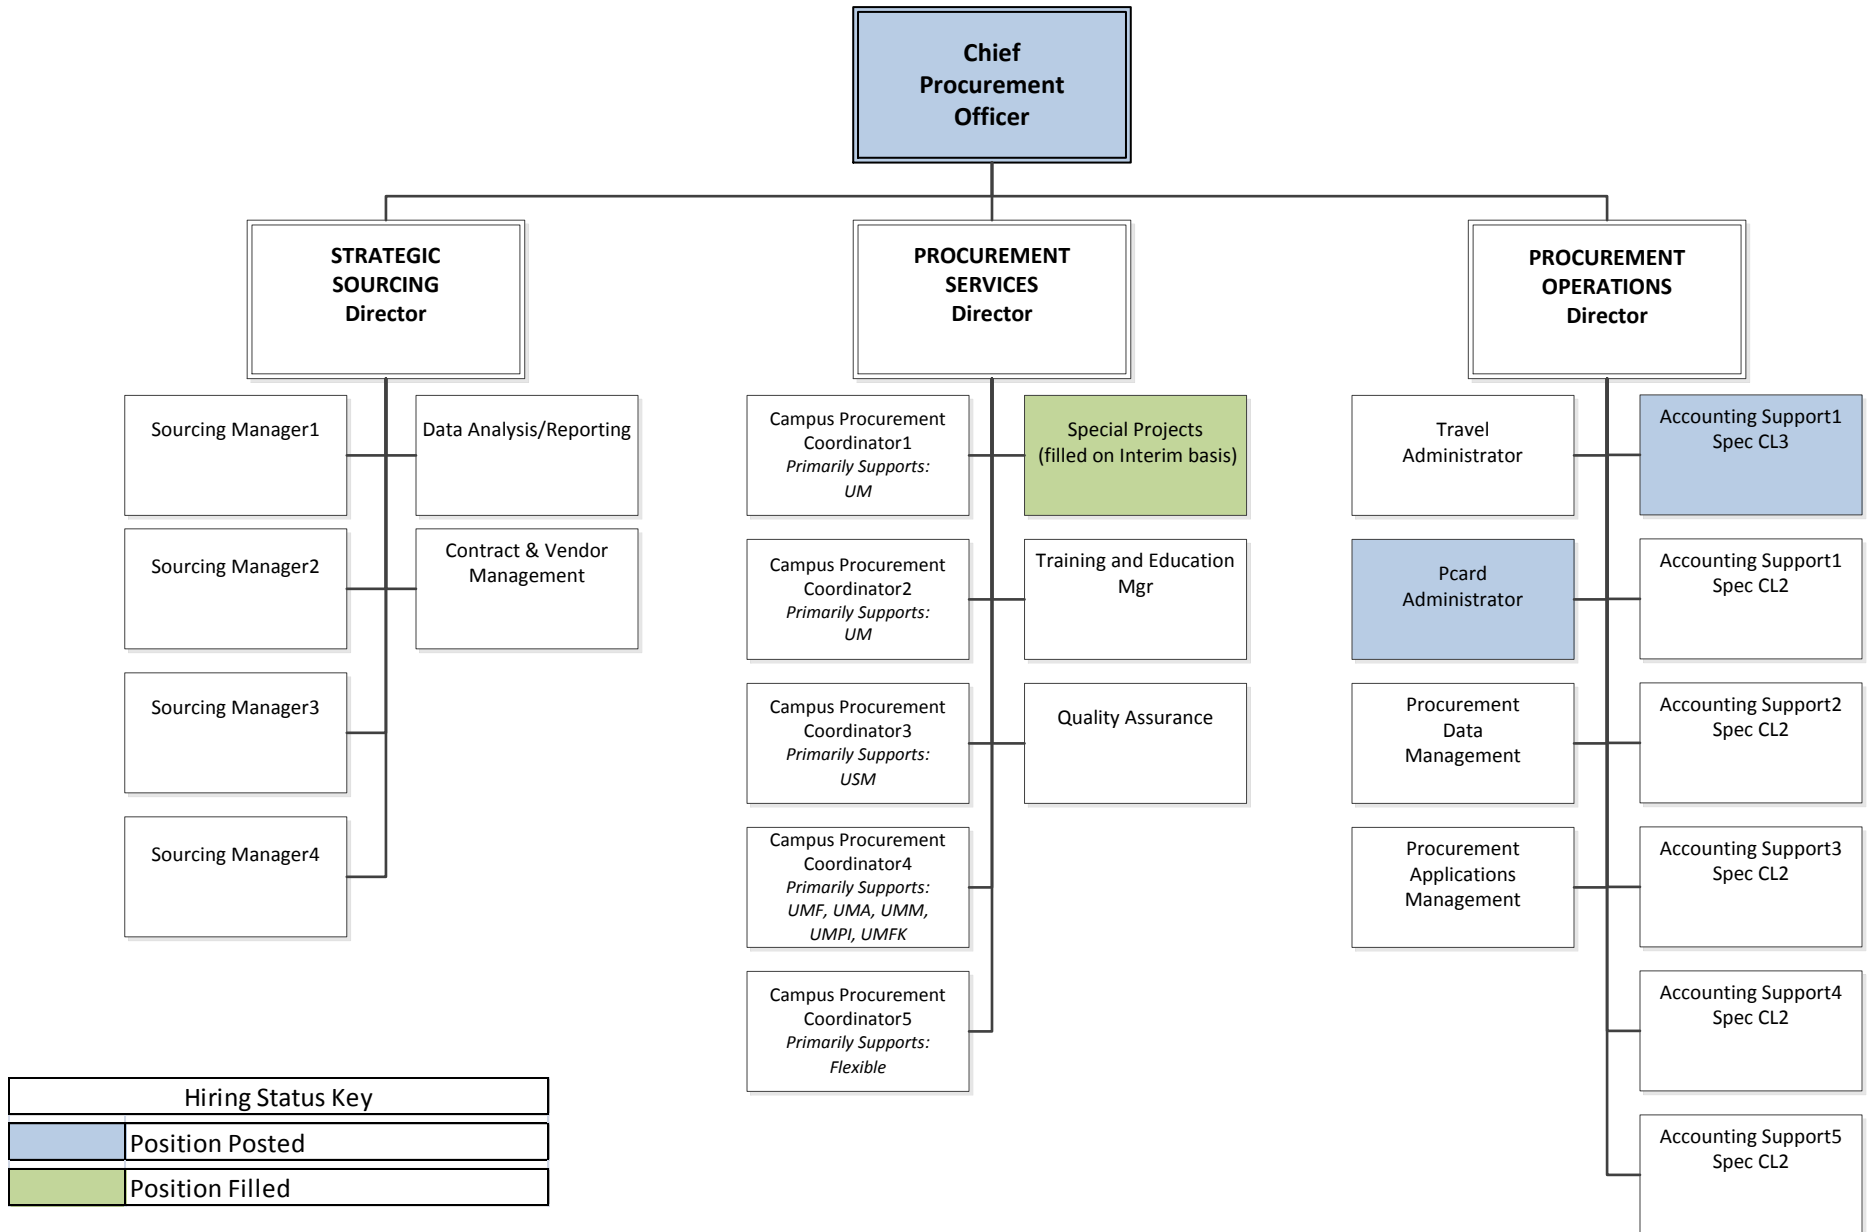 Chief
Procurement
Officer
STRATEGIC
SOURCING
Director
PROCUREMENT
SERVICES
Director
PROCUREMENT
OPERATIONS
Director
Sourcing Manager1
Data Analysis/Reporting
Sourcing Manager2
Contract & Vendor
Management
Sourcing Manager3
Sourcing Manager4
Campus Procurement
Coordinator1
Primarily Supports:
UM
Special Projects
(filled on Interim basis)
Campus Procurement
Coordinator2
Primarily Supports:
UM
Training and Education
Mgr
Campus Procurement
Coordinator3
Primarily Supports:
USM
Quality Assurance
Campus Procurement
Coordinator4
Primarily Supports:
UMF, UMA, UMM,
UMPI, UMFK
Campus Procurement
Coordinator5
Primarily Supports:
Flexible
Travel
Administrator
Accounting Support1
Spec CL3
Pcard
Administrator
Accounting Support1
Spec CL2
Procurement
Data
Management
Accounting Support2
Spec CL2
Procurement
Applications
Management
Accounting Support3
Spec CL2
Accounting Support4
Spec CL2
Accounting Support5
Spec CL2
Hiring Status Key
Position Posted
Position Filled